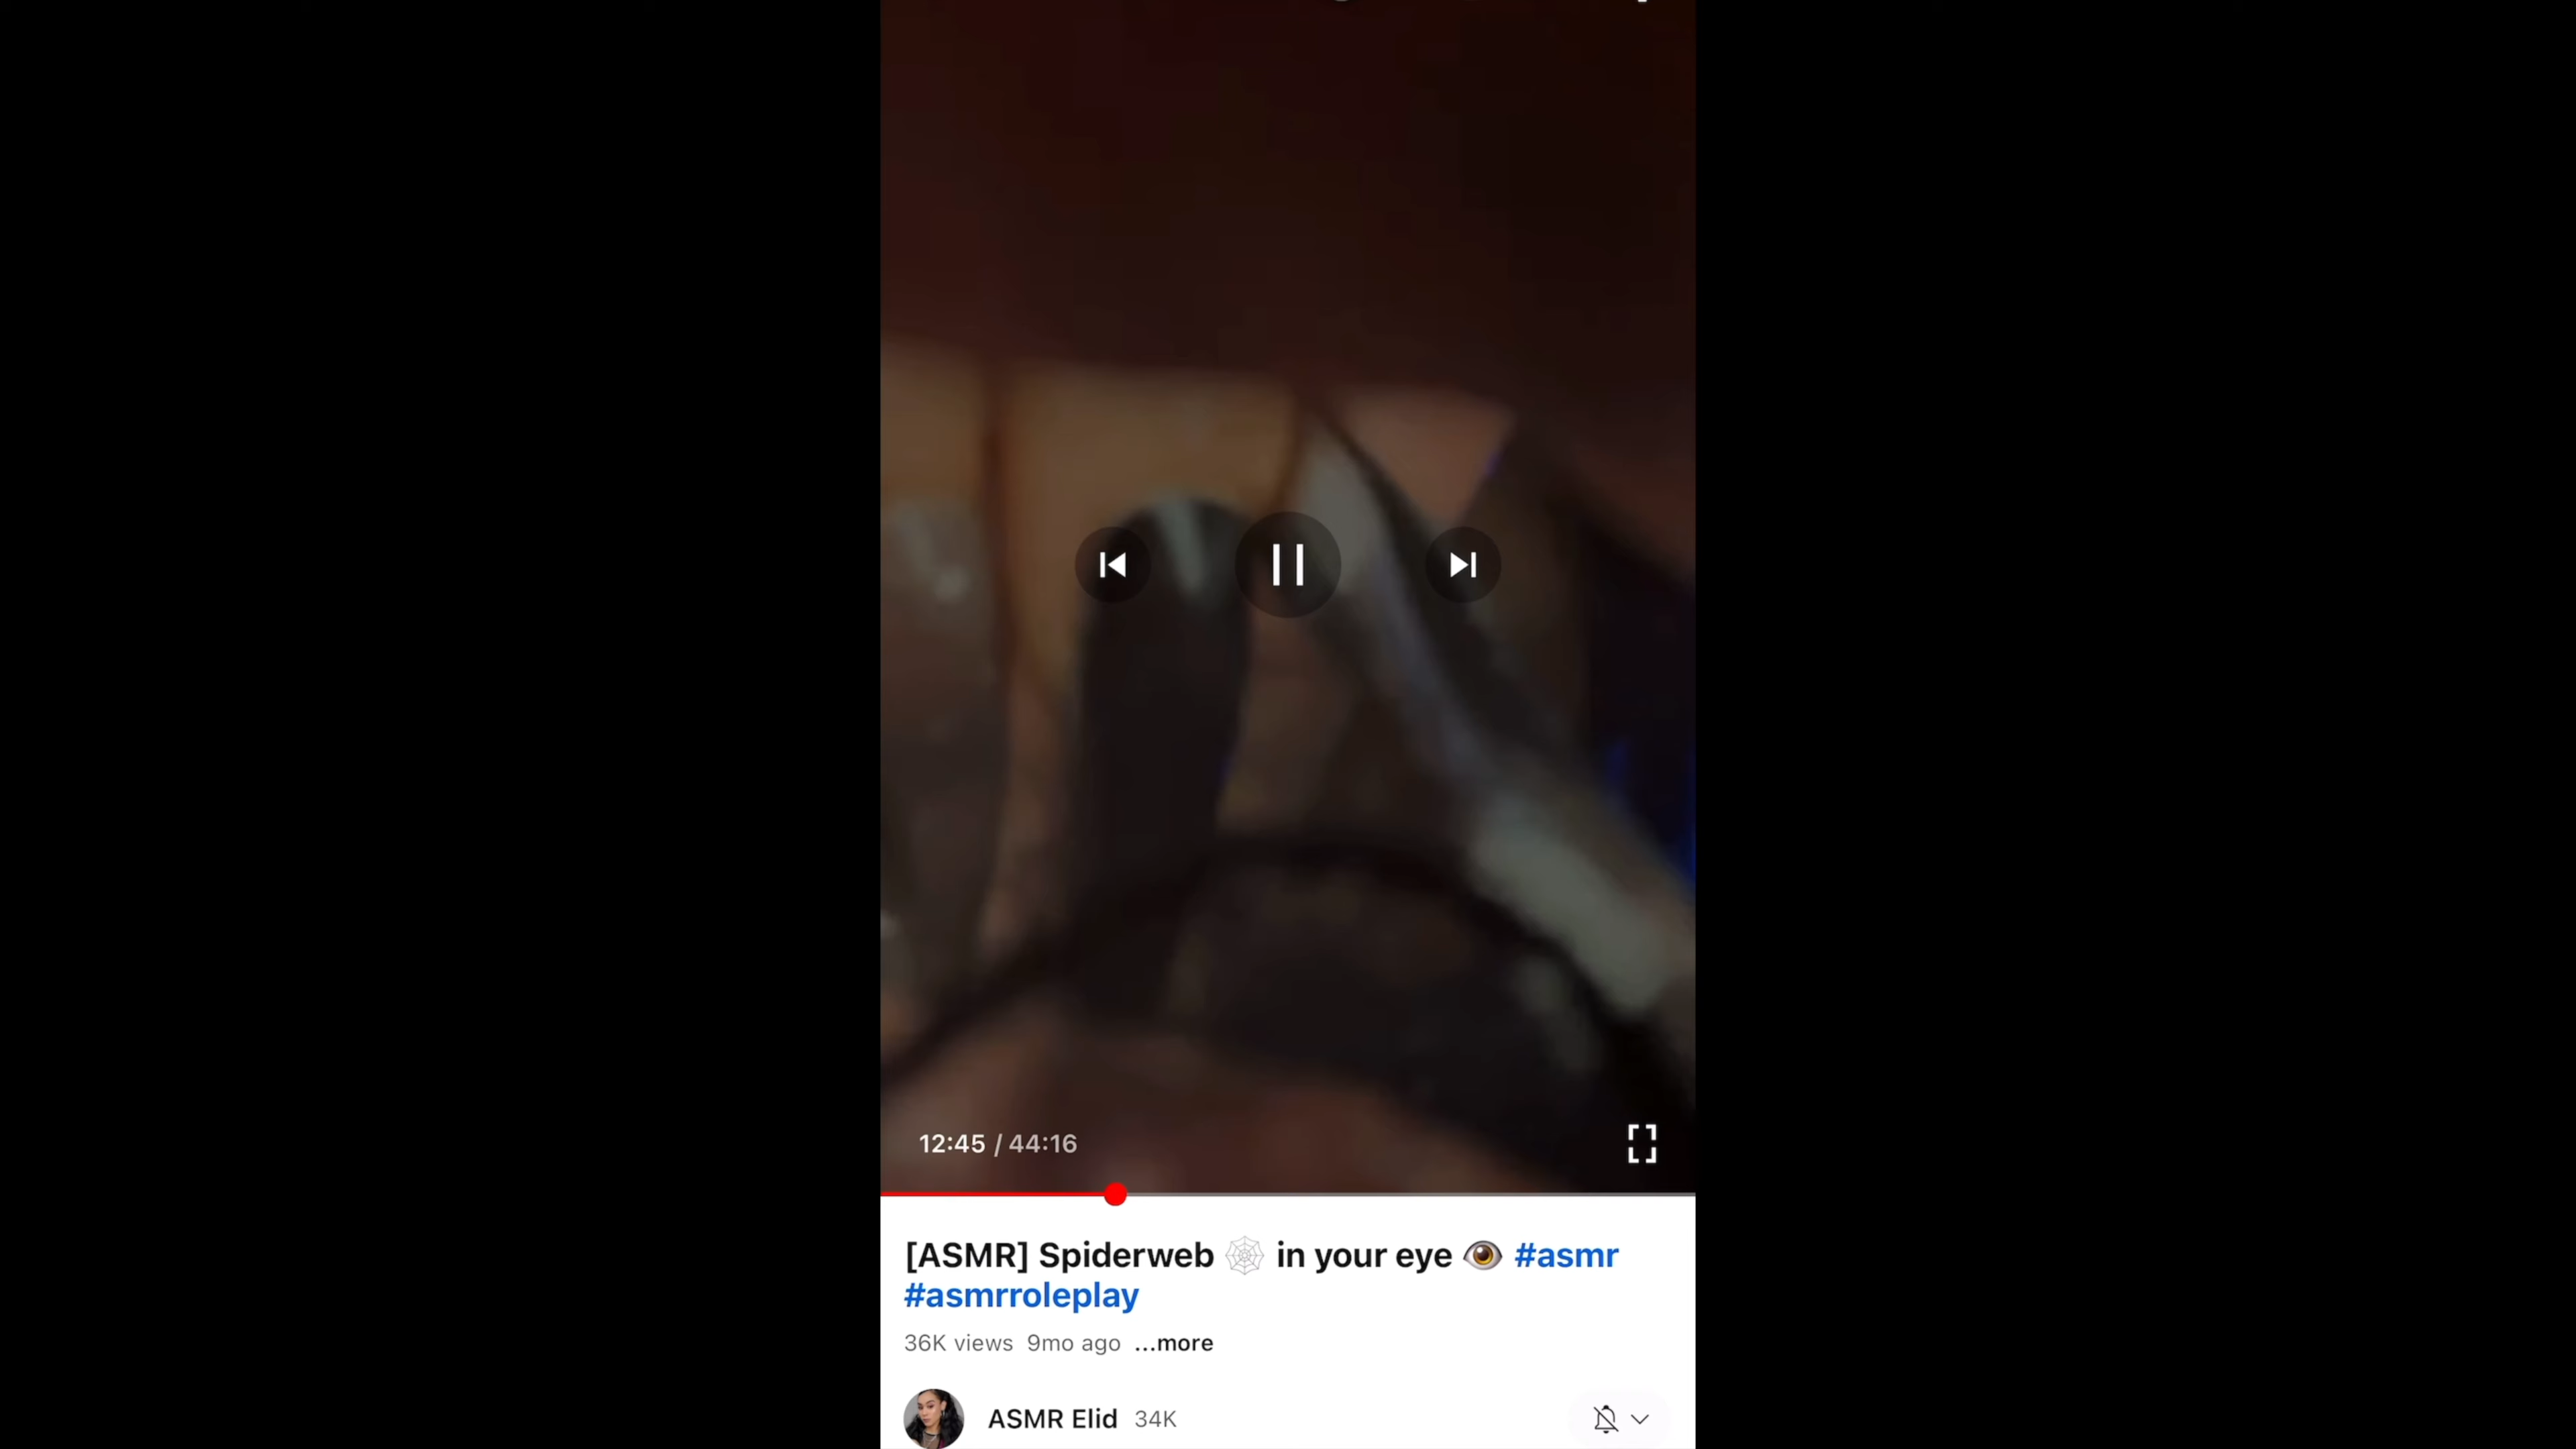 12:45 / 44:16
[ASMR] Spiderweb 🕸️ in your eye 👁️ #asmr
#asmrroleplay
36K views 9mo ago ...more
ASMR Elid 34K